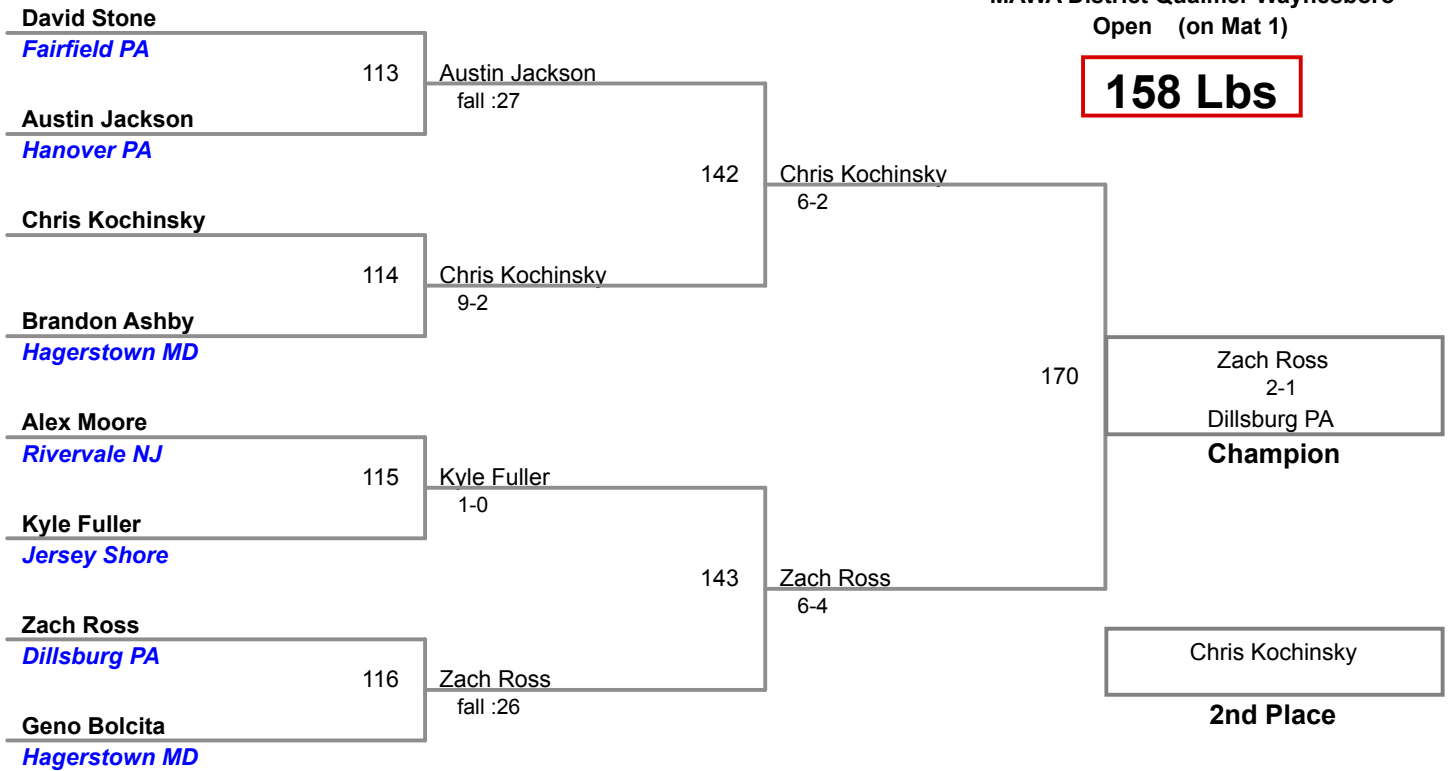 MAWA District Qualifier Waynesboro
Open (on Mat 1)
158 Lbs
David Stone
Fairfield PA
113
Austin Jackson
fall :27
Austin Jackson
Hanover PA
142
Chris Kochinsky
6-2
Chris Kochinsky
114
Chris Kochinsky
9-2
Brandon Ashby
Hagerstown MD
170
Zach Ross
2-1
Dillsburg PA
Champion
Alex Moore
Rivervale NJ
115
Kyle Fuller
1-0
Kyle Fuller
Jersey Shore
143
Zach Ross
6-4
Zach Ross
Dillsburg PA
116
Zach Ross
fall :26
Geno Bolcita
Hagerstown MD
Chris Kochinsky
2nd Place